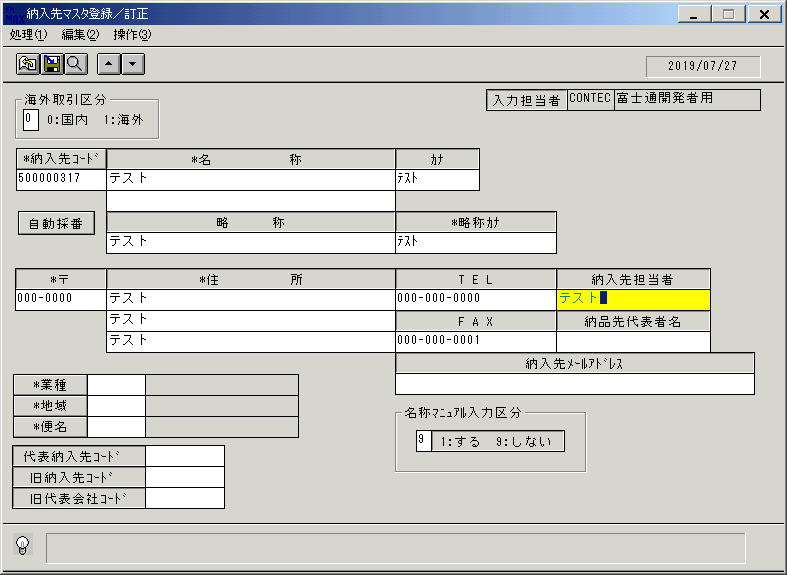 納入先マスタ登録／訂正
処理(1) 編集(2) 操作(3)
2019/07/27
海外取引区分
0 0:国内 1:海外
入力担当者 CONTEC 富士通開発者用
*納入先ｺｰﾄﾞ *名 称 ｶﾅ
500000317 テスト ﾃｽﾄ
自動採番 略 称 *略称ｶﾅ
テスト ﾃｽﾄ
*〒 *住 所 ＴＥＬ 納入先担当者
000-0000 テスト 000-000-0000 テスト
テスト ＦＡＸ 納品先代表者名
テスト 000-000-0001
納入先ﾒｰﾙｱﾄﾞﾚｽ
*業種
*地域
*便名
名称ﾏﾆｭｱﾙ入力区分
9 1:する 9:しない
代表納入先ｺｰﾄﾞ
旧納入先ｺｰﾄﾞ
旧代表会社ｺｰﾄﾞ